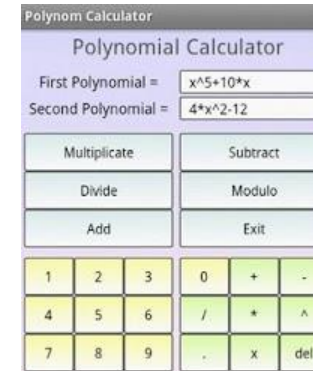 Polynom Calculator
Polynomial Calculator
First Polynomial = x^5+10*x
Second Polynomial = 4*x^2-12
Multiplicate Subtract
Divide Modulo
Add Exit
1 2 3 0 + -
4 5 6 / * ^
7 8 9 . x del